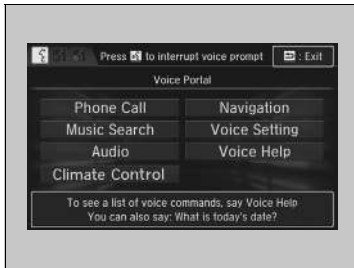 Press to interrupt voice prompt : Exit
Voice Portal
Phone Call Navigation
Music Search Voice Setting
Audio Voice Help
Climate Control
To see a list of voice commands, say Voice Help
You can also say: What is today's date?